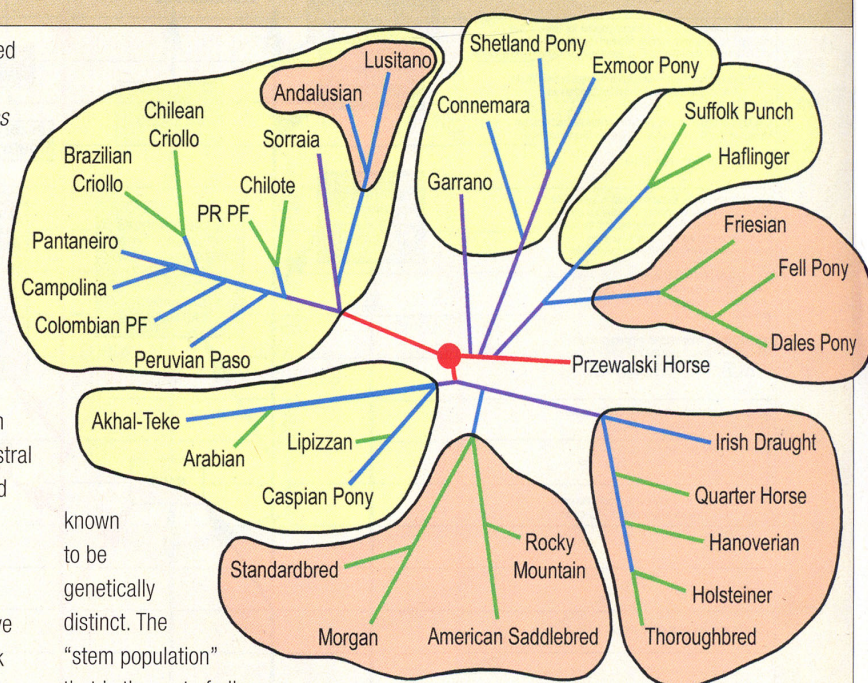 ed
s
Lusitano
Andalusian
Chilean
Criollo
Sorraia
Brazilian
Criollo
Chilote
PR PF
Pantaneiro
Campolina
Colombian PF
Peruvian Paso
Shetland Pony
Exmoor Pony
Connemara
Garrano
Suffolk Punch
Haflinger
Friesian
Fell Pony
Dales Pony
Przewalski Horse
Akhal-Teke
Arabian
Lipizzan
Caspian Pony
Standardbred
Morgan
Rocky
Mountain
American Saddlebred
Irish Draught
Quarter Horse
Hanoverian
Holsteiner
Thoroughbred
n
stral
d
ve
k
known
to be
genetically
distinct. The
“stem population”